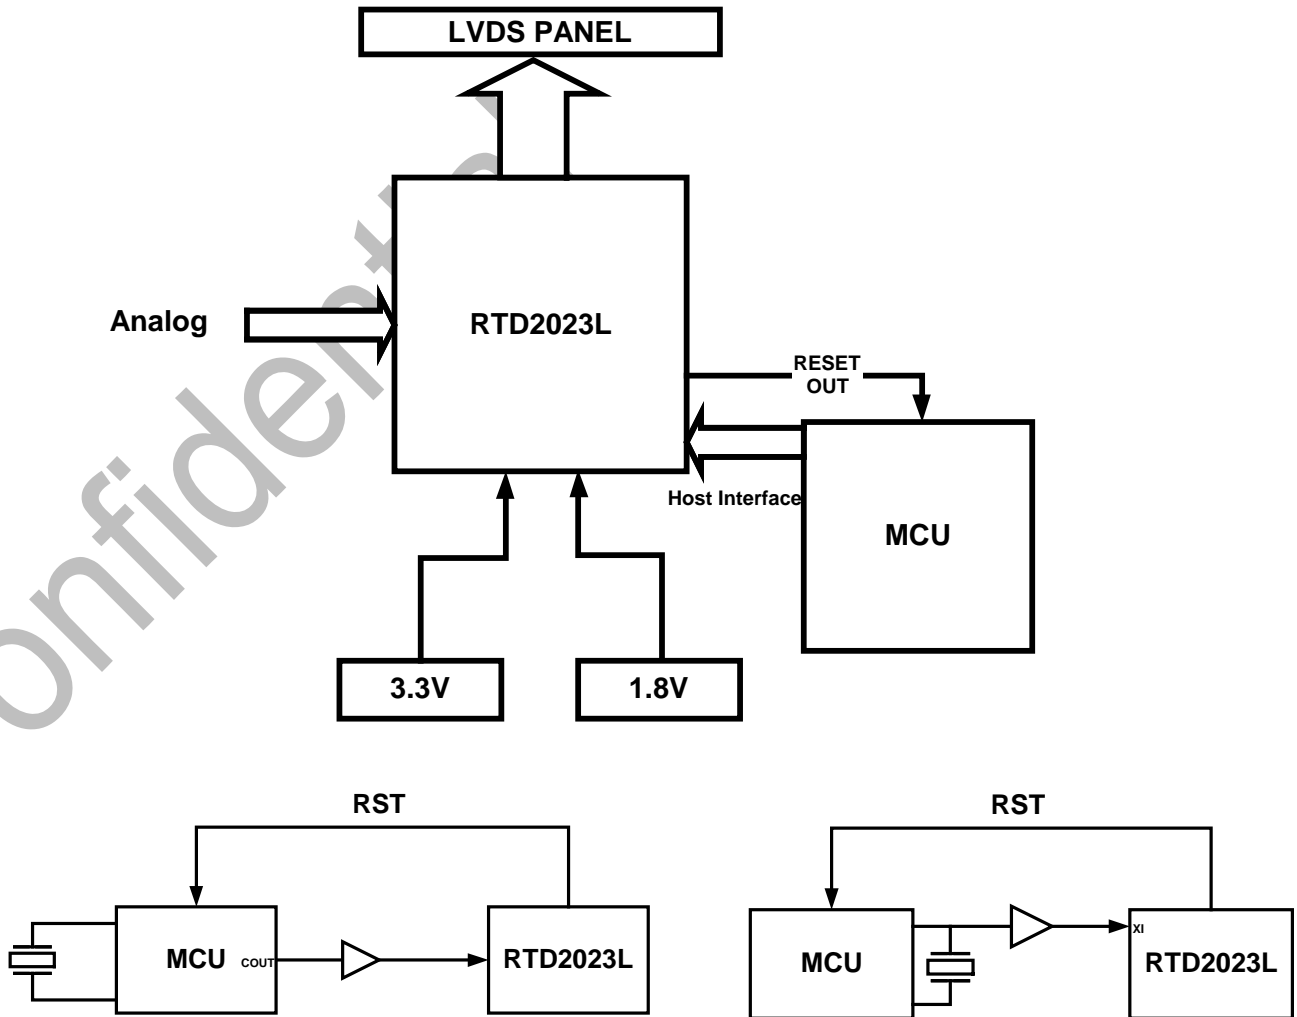 LVDS PANEL
Analog
RTD2023L
RESET
OUT
Host Interface
MCU
3.3V
1.8V
RST
MCU
COUT
RTD2023L
RST
MCU
XI
RTD2023L
onfidential